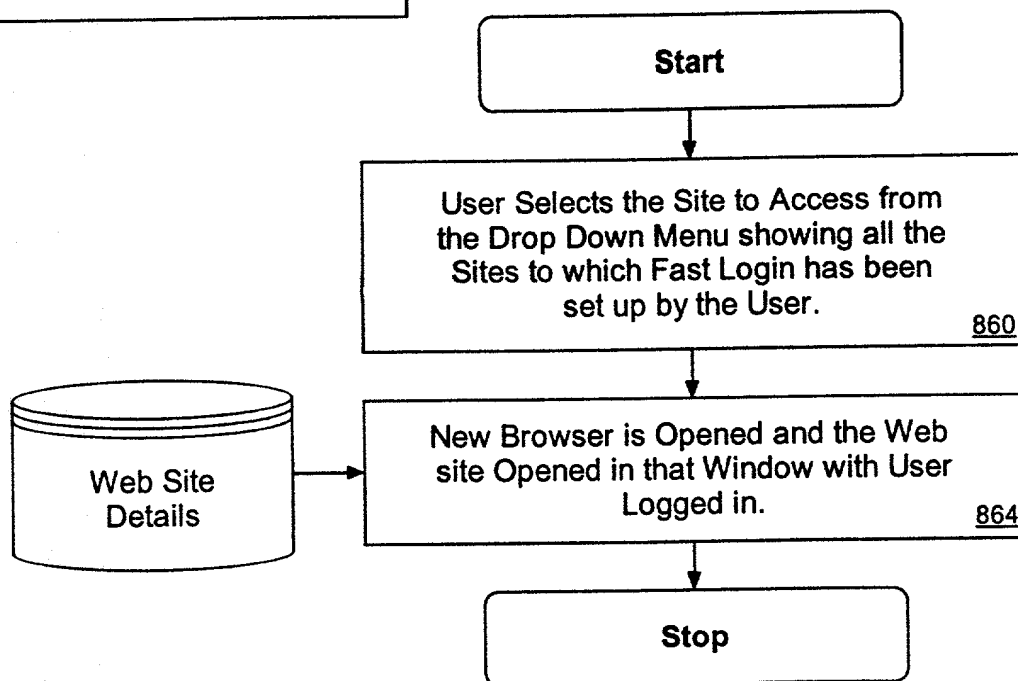 Start
User Selects the Site to Access from
the Drop Down Menu showing all the
Sites to which Fast Login has been
set up by the User.
860
Web Site
Details
New Browser is Opened and the Web
site Opened in that Window with User
Logged in.
864
Stop